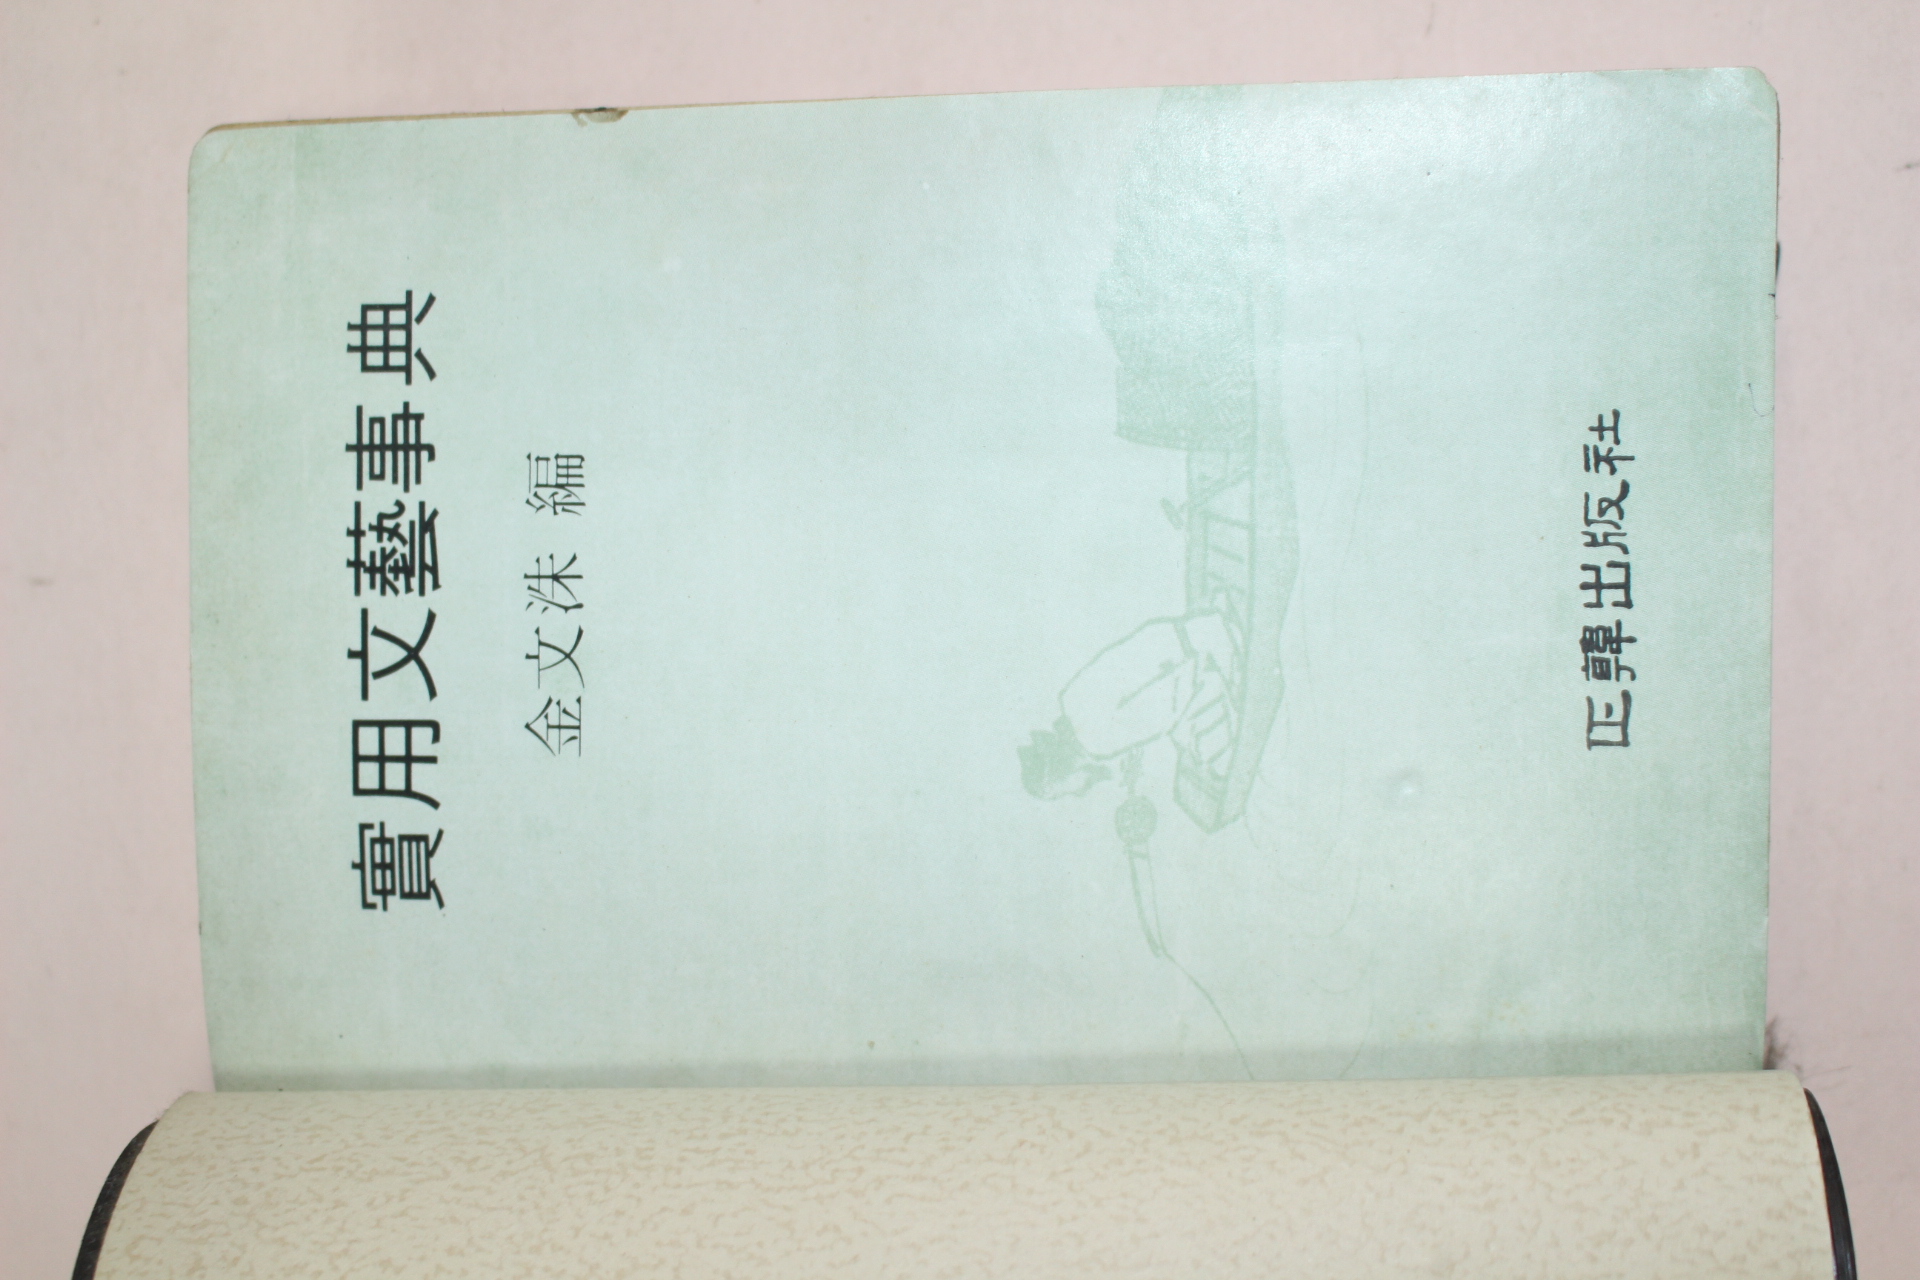 實用文藝事典
金文洙 編
正韓出版社